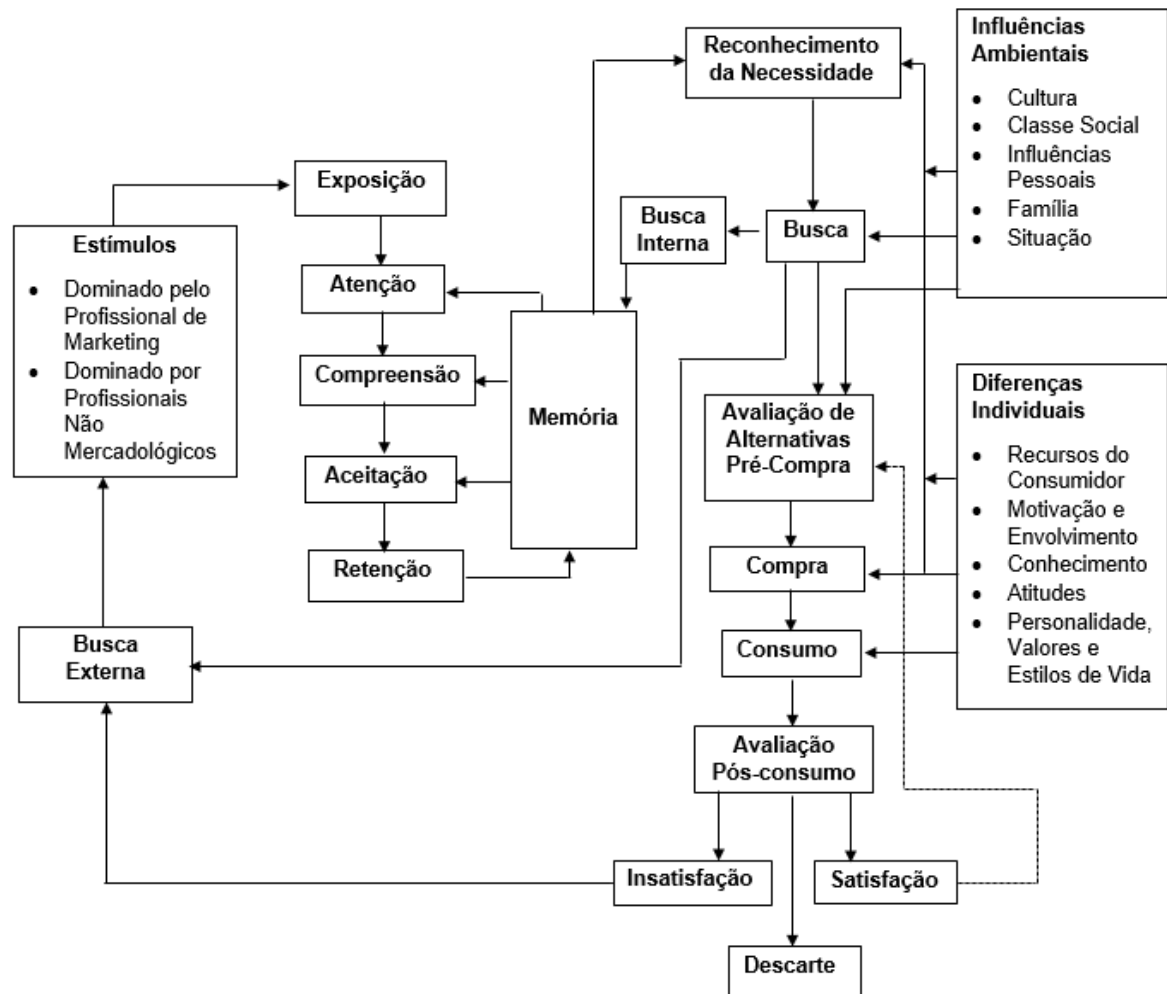 Reconhecimento
da Necessidade
Influências
Ambientais
• Cultura
• Classe Social
• Influências
Pessoais
• Família
• Situação
Exposição
Busca
Interna
Busca
Estímulos
• Dominado pelo
Profissional de
Marketing
• Dominado por
Profissionais
Não
Mercadológicos
Atenção
Compreensão
Memória
Aceitação
Retenção
Avaliação de
Alternativas
Pré-Compra
Diferenças
Individuais
• Recursos do
Consumidor
• Motivação e
Envolvimento
• Conhecimento
• Atitudes
• Personalidade,
Valores e
Estilos de Vida
Compra
Consumo
Busca
Externa
Avaliação
Pós-consumo
Insatisfação
Satisfação
Descarte